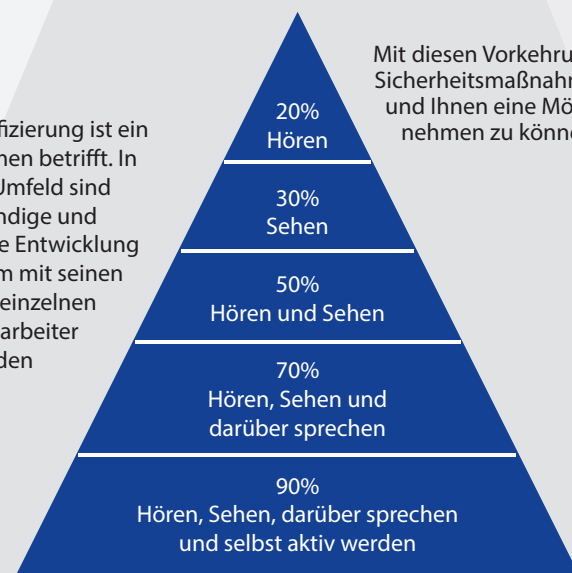 fizierung ist ein
nen betrifft. In
Umfeld sind
ndige und
e Entwicklung
m mit seinen
einzelnen
arbeiter
den
20%
Hören
30%
Sehen
50%
Hören und Sehen
70%
Hören, Sehen und
darüber sprechen
90%
Hören, Sehen, darüber sprechen
und selbst aktiv werden
Mit diesen Vorkehru
Sicherheitsmaßnahr
und Ihnen eine Mö
nehmen zu könne